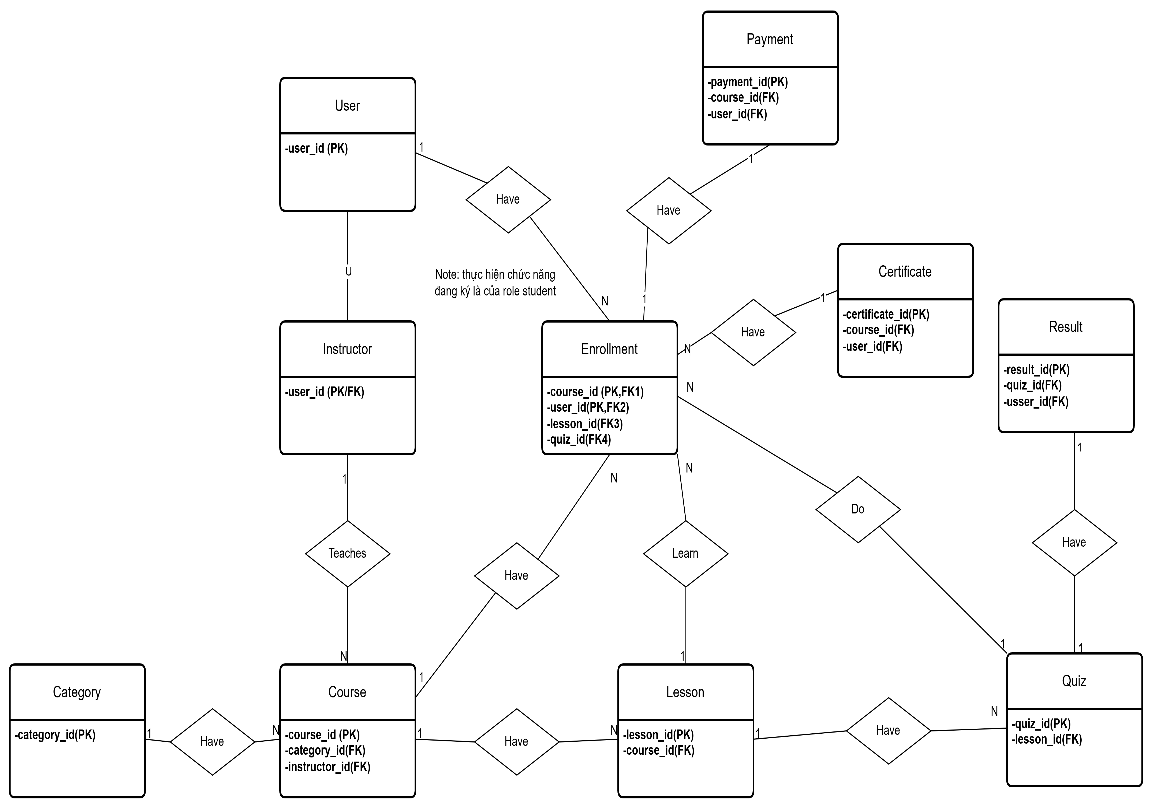 Payment
-payment_id(PK)
-course_id(FK)
-user_id(FK)
User
-user_id (PK)
1
Have
N
1
Have
1
Note: thực hiện chức năng
đang ký là của role student
U
Certificate
-certificate_id(PK)
-course_id(FK)
-user_id(FK)
1
Have
N
Result
-result_id(PK)
-quiz_id(FK)
-usser_id(FK)
Instructor
-user_id (PK/FK)
Enrollment
-course_id (PK,FK1)
-user_id(PK,FK2)
-lesson_id(FK3)
-quiz_id(FK4)
N
Do
1
1
Have
1
1
Teaches
N
N
Have
1
N
Learn
1
Category
-category_id(PK)
1
Have
N
Course
-course_id (PK)
-category_id(FK)
-instructor_id(FK)
1
Have
N
Lesson
-lesson_id(PK)
-course_id(FK)
1
Have
N
Quiz
-quiz_id(PK)
-lesson_id(FK)